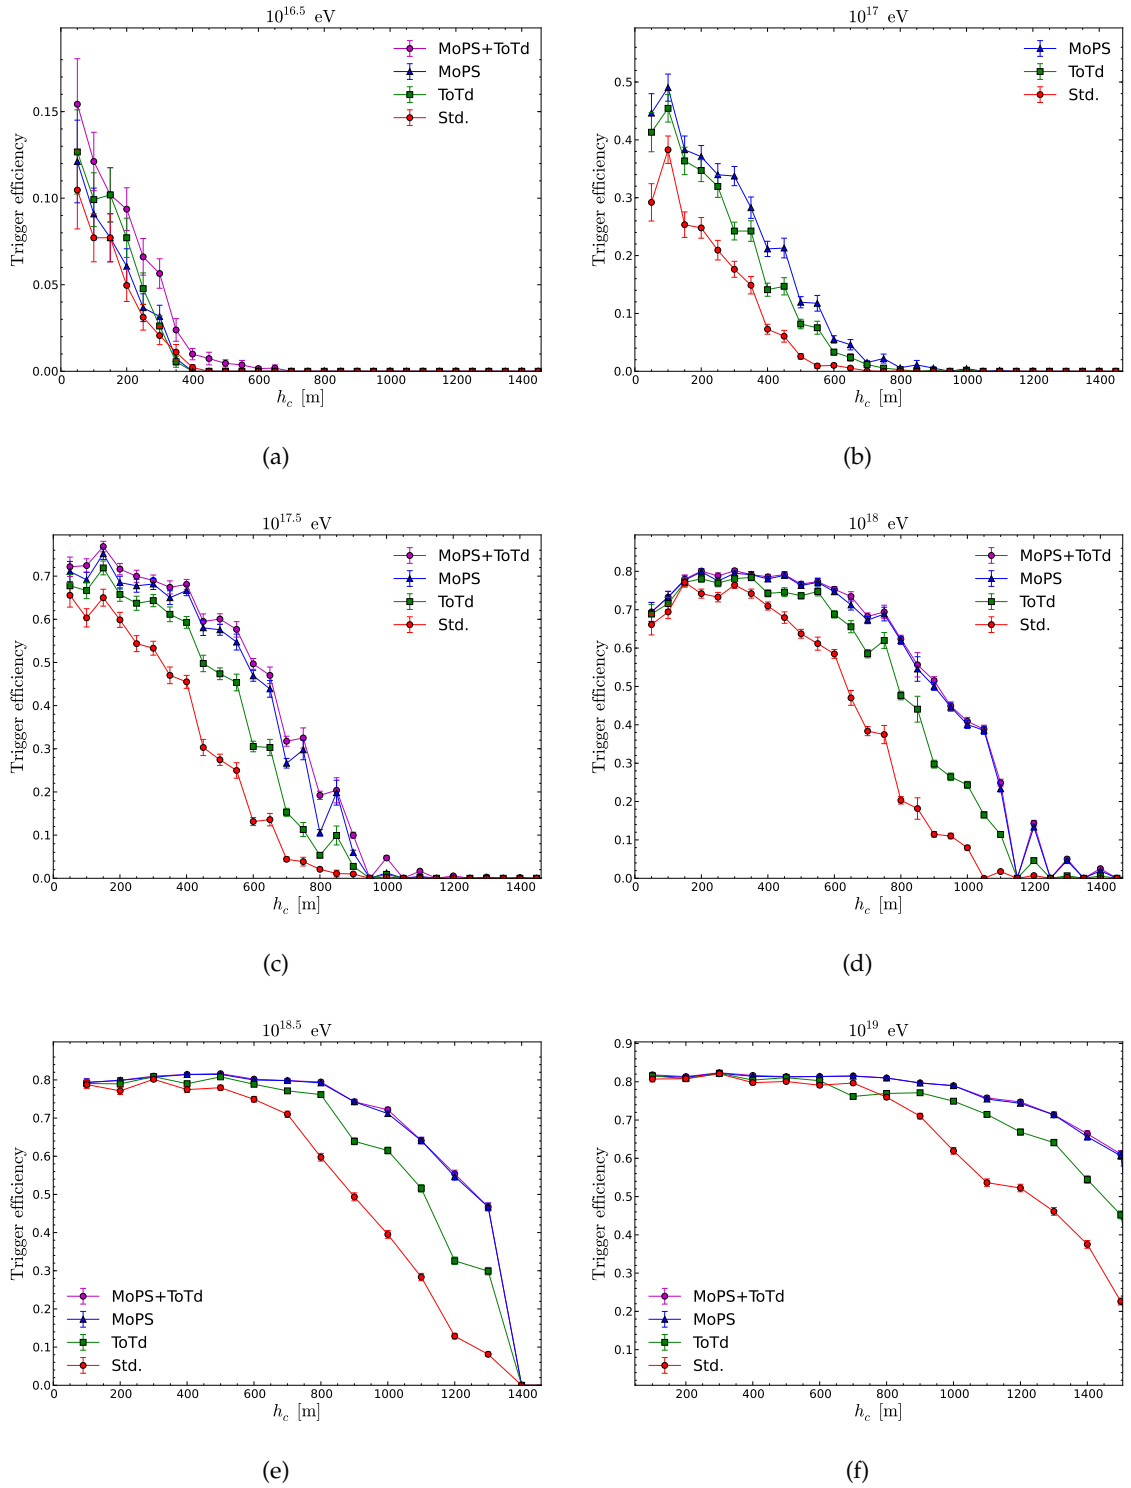 10^16.5 eV
MoPS+ToTd
MoPS
ToTd
Std.
Trigger efficiency
0.15
0.10
0.05
0.00
0 200 400 600 800 1000 1200 1400
h_c [m]
(a)
10^17 eV
MoPS
ToTd
Std.
Trigger efficiency
0.5
0.4
0.3
0.2
0.1
0.0
0 200 400 600 800 1000 1200 1400
h_c [m]
(b)
10^17.5 eV
MoPS+ToTd
MoPS
ToTd
Std.
Trigger efficiency
0.7
0.6
0.5
0.4
0.3
0.2
0.1
0.0
0 200 400 600 800 1000 1200 1400
h_c [m]
(c)
10^18 eV
MoPS+ToTd
MoPS
ToTd
Std.
Trigger efficiency
0.8
0.7
0.6
0.5
0.4
0.3
0.2
0.1
0.0
0 200 400 600 800 1000 1200 1400
h_c [m]
(d)
10^18.5 eV
Trigger efficiency
0.8
0.7
0.6
0.5
0.4
0.3
0.2
0.1
0.0
MoPS+ToTd
MoPS
ToTd
Std.
0 200 400 600 800 1000 1200 1400
h_c [m]
(e)
10^19 eV
Trigger efficiency
0.9
0.8
0.7
0.6
0.5
0.4
0.3
0.2
0.1
MoPS+ToTd
MoPS
ToTd
Std.
200 400 600 800 1000 1200 1400
h_c [m]
(f)